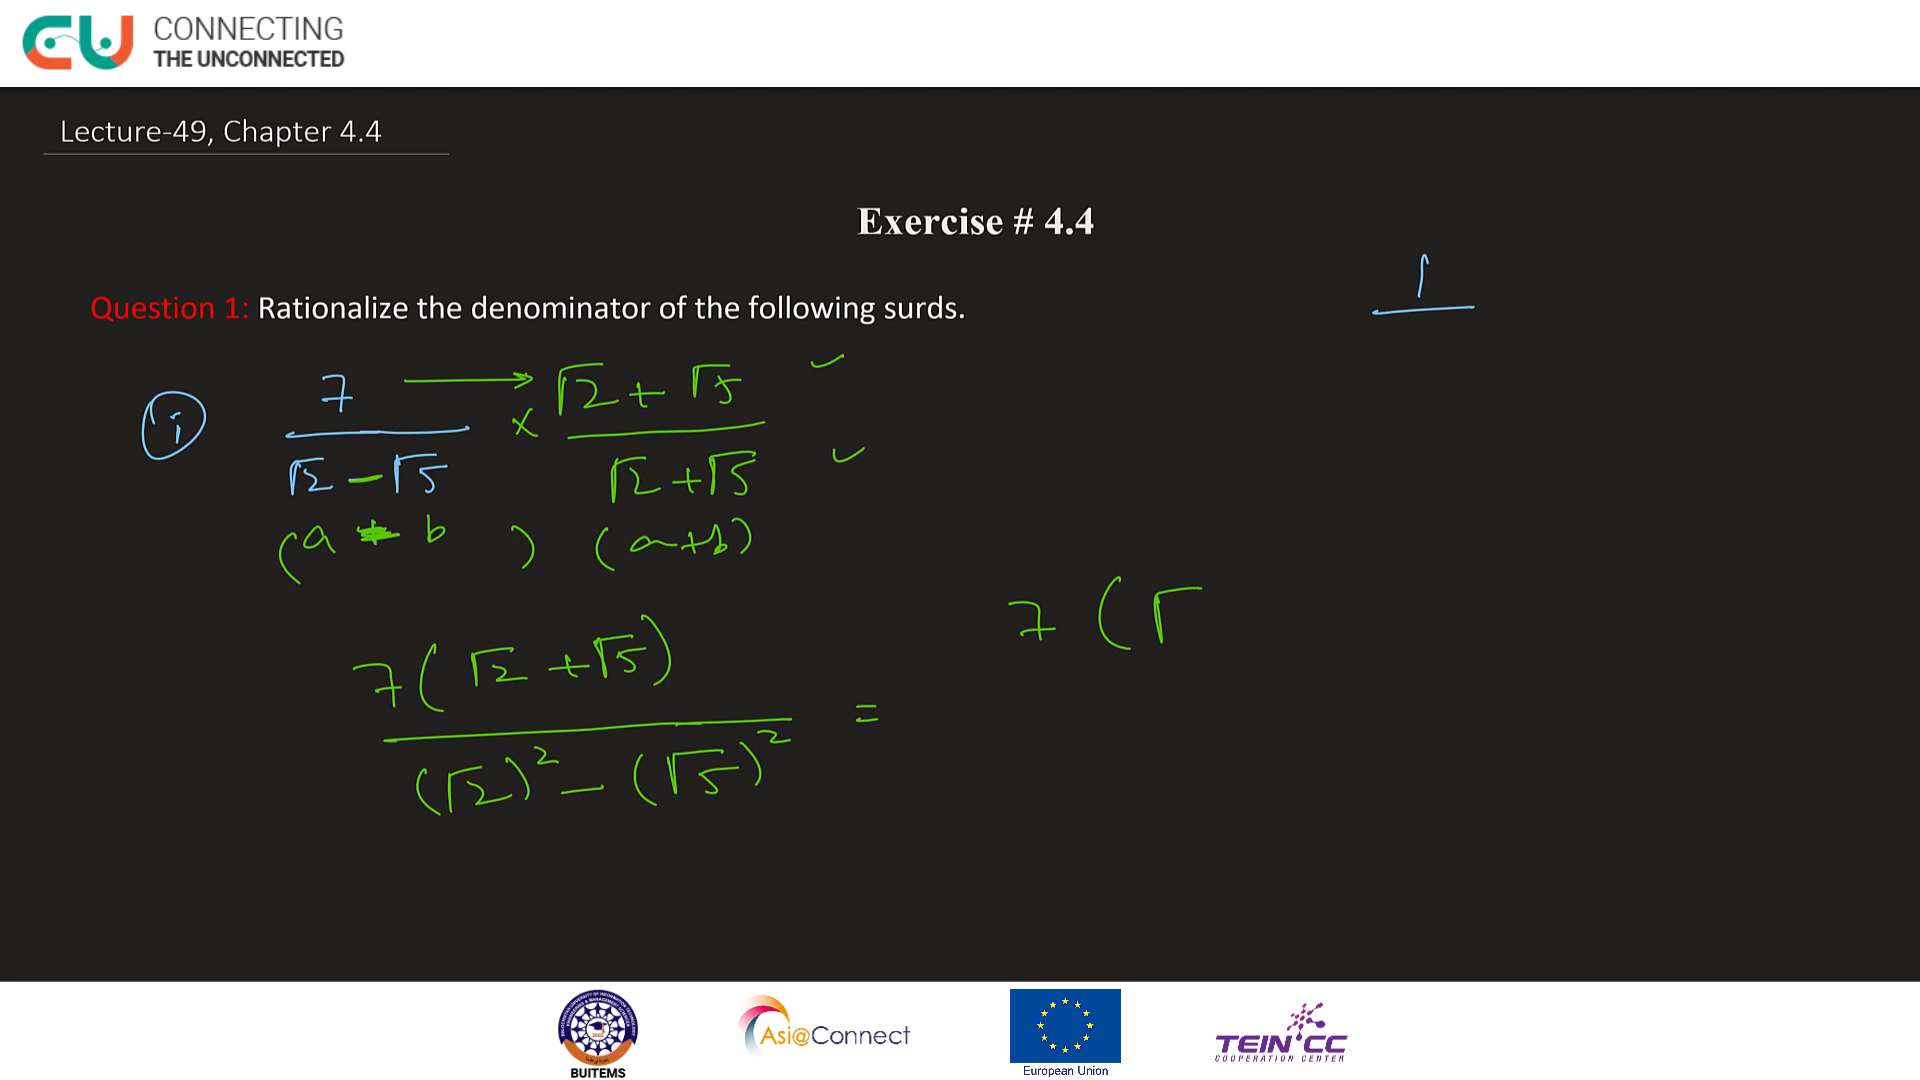 CONNECTING
THE UNCONNECTED
Lecture-49, Chapter 4.4
Exercise # 4.4
1
Question 1: Rationalize the denominator of the following surds.
i 7 → × √2 + √5 ✓
√2 − √5 √2 + √5 ✓
(a - b ) (a+b)
7 (√
7 ( √2 + √5 )
=
(√2)² − (√5)²
BUITEMS
Asi@Connect
European Union
TEIN*CC
COOPERATION CENTER